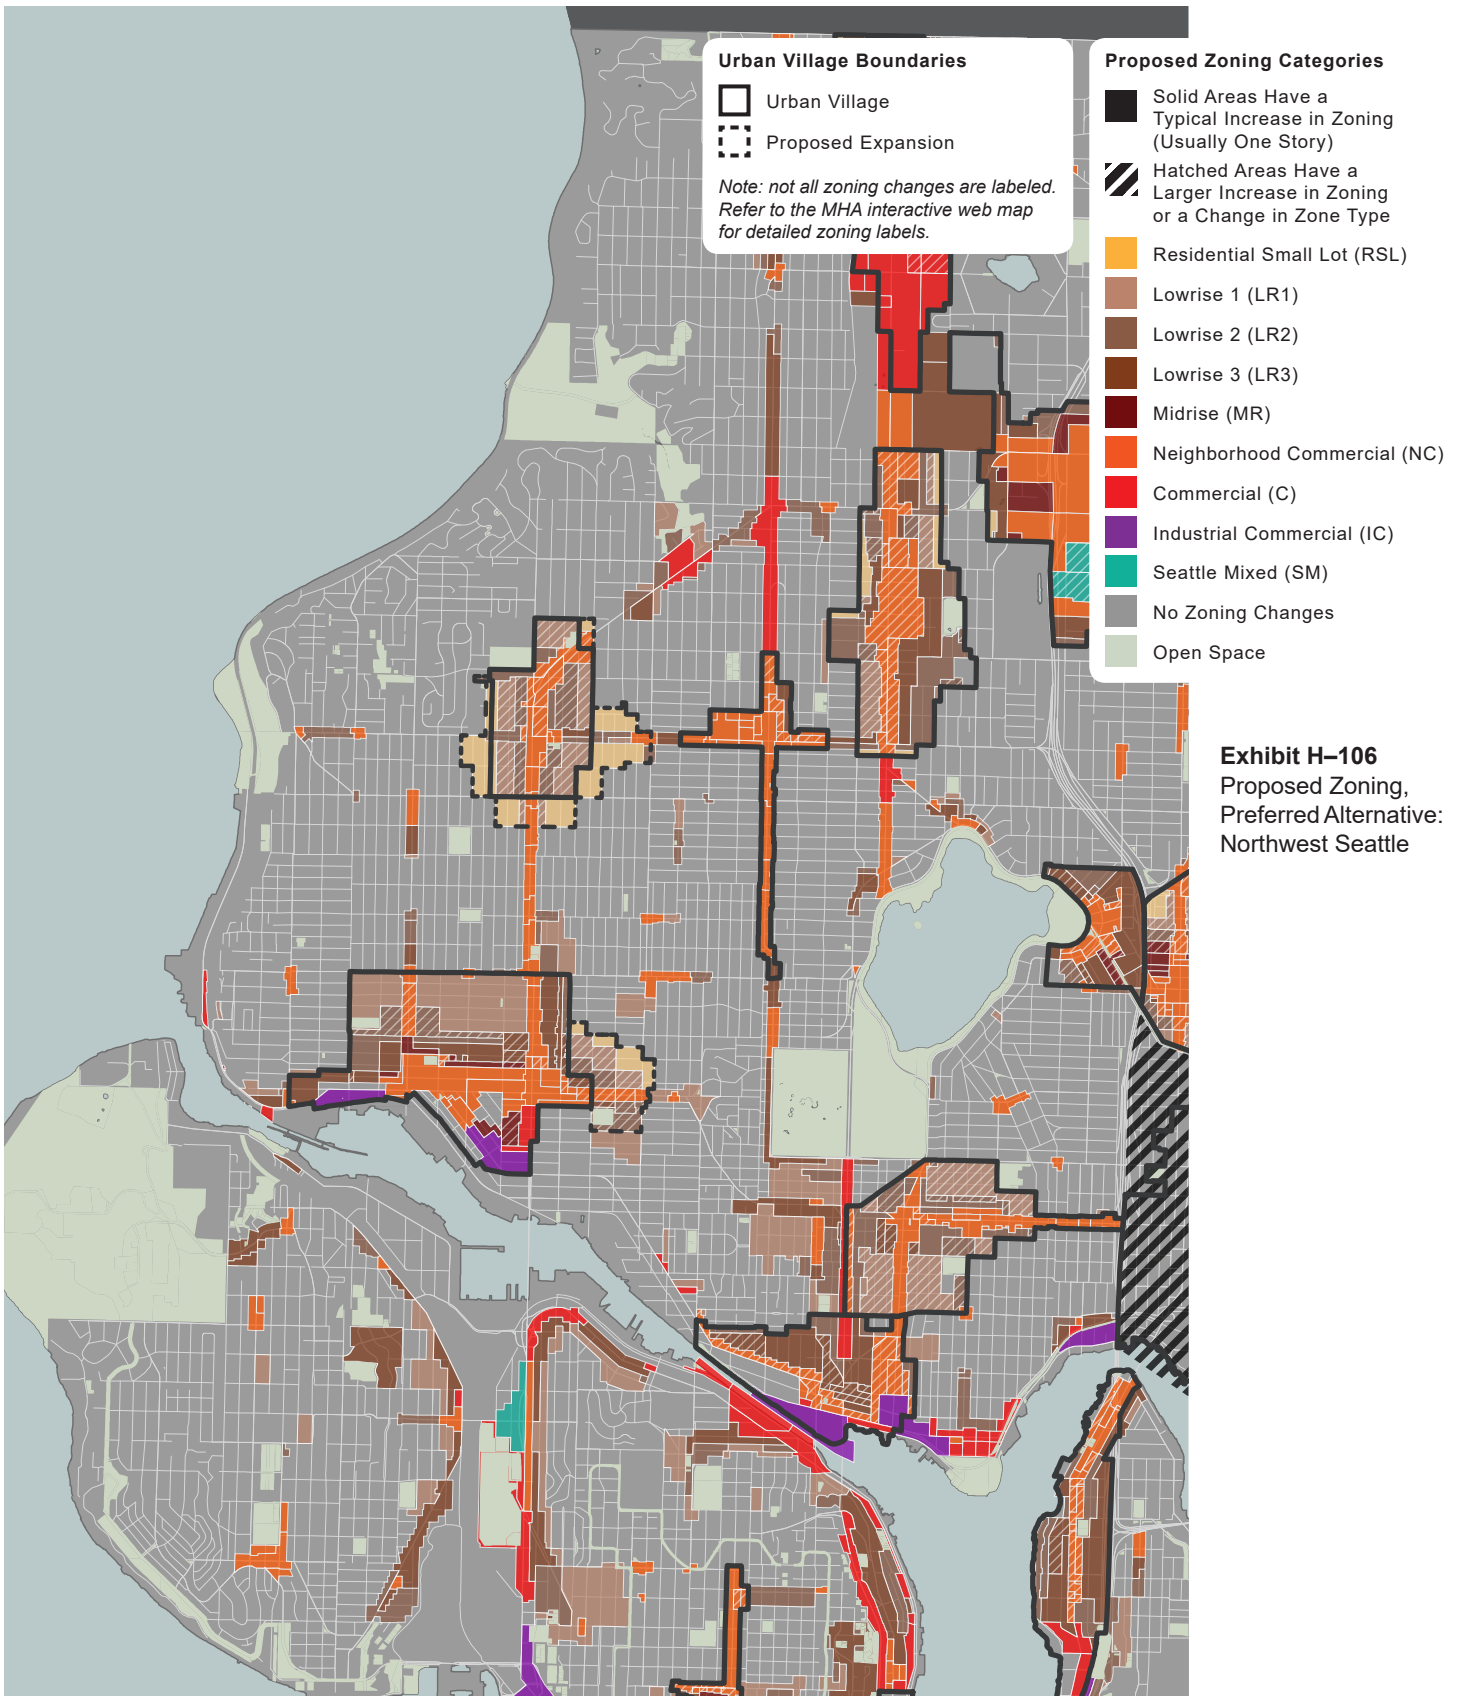 Urban Village Boundaries
Urban Village
Proposed Expansion
Note: not all zoning changes are labeled.
Refer to the MHA interactive web map
for detailed zoning labels.
Proposed Zoning Categories
Solid Areas Have a
Typical Increase in Zoning
(Usually One Story)
Hatched Areas Have a
Larger Increase in Zoning
or a Change in Zone Type
Residential Small Lot (RSL)
Lowrise 1 (LR1)
Lowrise 2 (LR2)
Lowrise 3 (LR3)
Midrise (MR)
Neighborhood Commercial (NC)
Commercial (C)
Industrial Commercial (IC)
Seattle Mixed (SM)
No Zoning Changes
Open Space
Exhibit H–106
Proposed Zoning,
Preferred Alternative:
Northwest Seattle